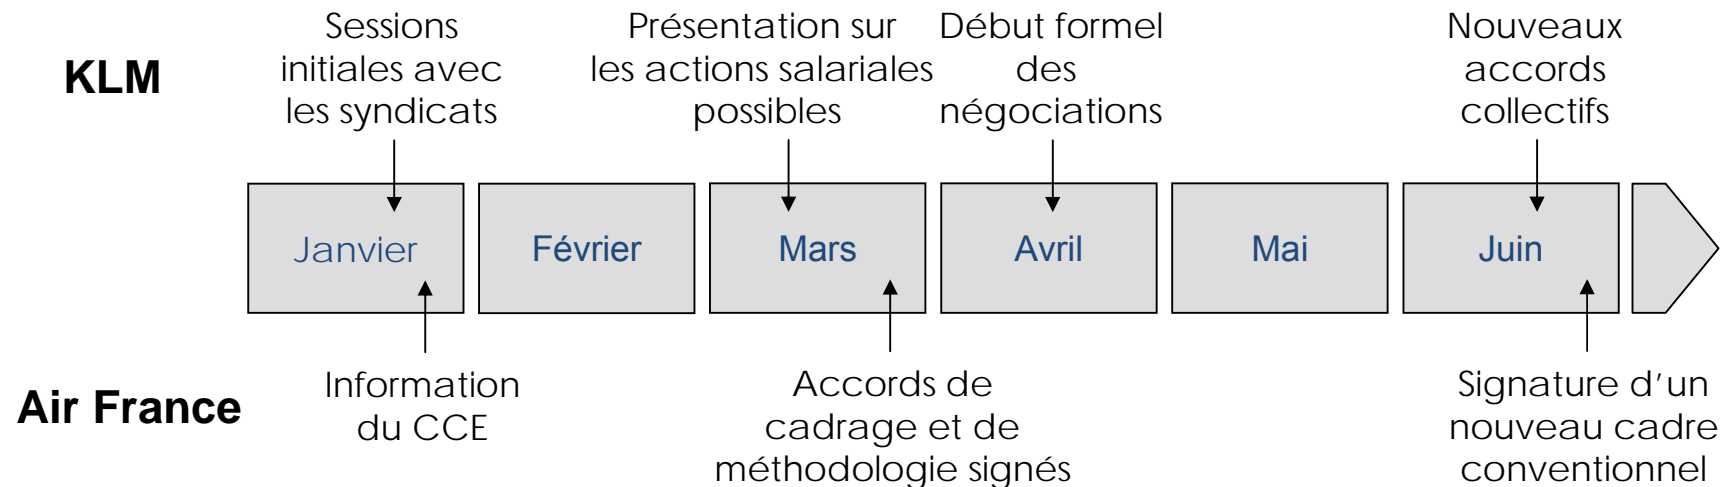 KLM
Sessions
initiales avec
les syndicats
Présentation sur
les actions salariales
possibles
Début formel
des
négociations
Nouveaux
accords
collectifs
Janvier
Février
Mars
Avril
Mai
Juin
Air France
Information
du CCE
Accords de
cadrage et de
méthodologie signés
Signature d’un
nouveau cadre
conventionnel